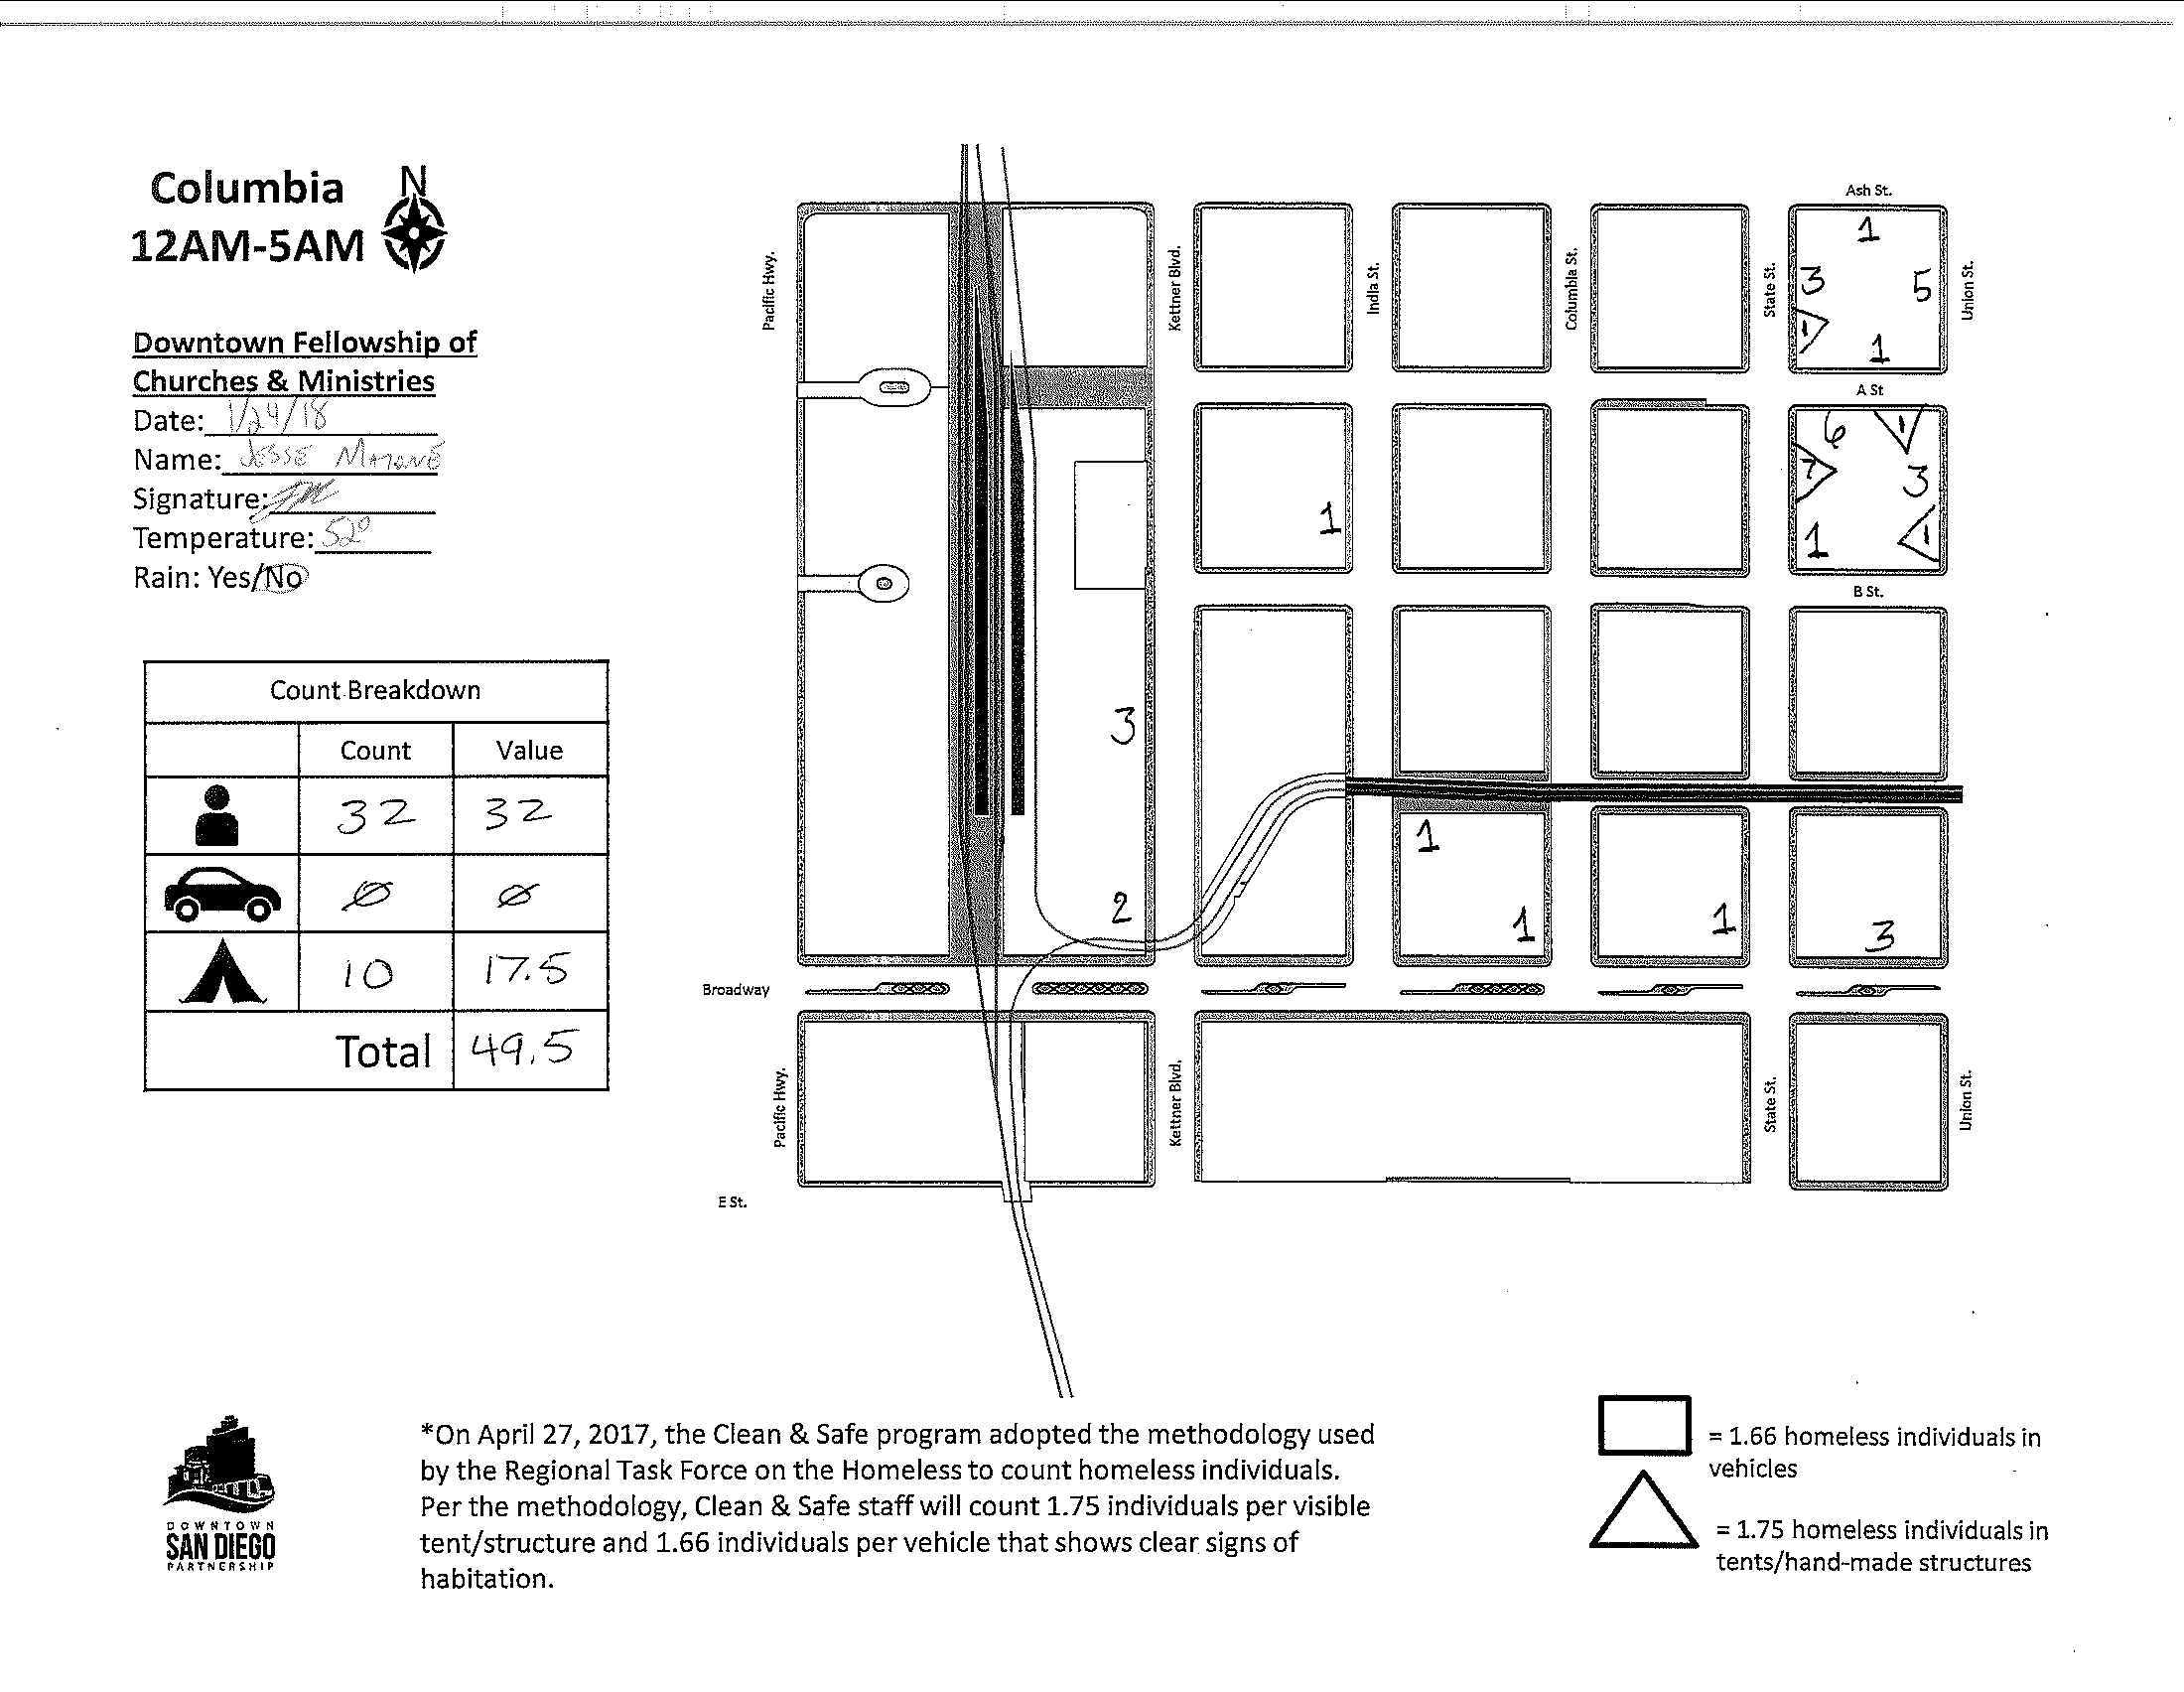 Columbia
N
12AM-5AM
Downtown Fellowship of
Churches & Ministries
Date: 1/24/18
Name: Jesse
Signature:
Temperature: 52°
Rain: Yes/No
Count Breakdown
Count Value
32 32
Ø Ø
10 17.5
Total 49.5
Ash St.
Pacific Hwy.
Kettner Blvd.
India St.
Columbia St.
State St.
Union St.
1
3 5
1
1
A St
6 1
7 3
1 1
1
B St.
3
1
2 1 1 3
Broadway
Pacific Hwy.
Kettner Blvd.
State St.
Union St.
E St.
*On April 27, 2017, the Clean & Safe program adopted the methodology used
by the Regional Task Force on the Homeless to count homeless individuals.
Per the methodology, Clean & Safe staff will count 1.75 individuals per visible
tent/structure and 1.66 individuals per vehicle that shows clear signs of
habitation.
= 1.66 homeless individuals in
vehicles
= 1.75 homeless individuals in
tents/hand-made structures
DOWNTOWN
SAN DIEGO
PARTNERSHIP